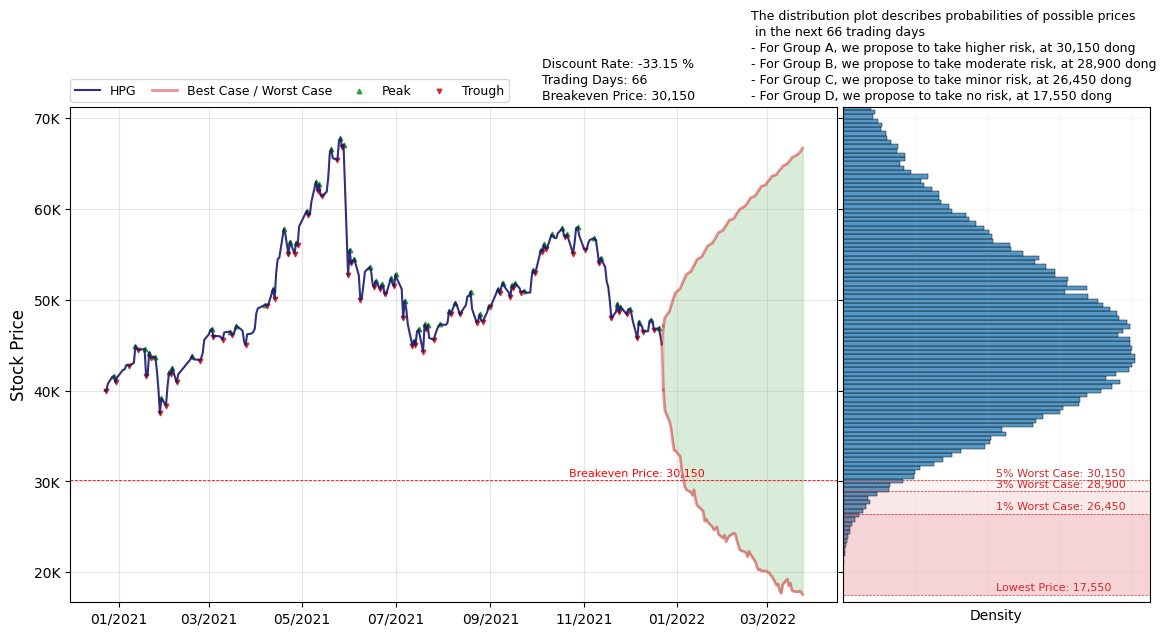 The distribution plot describes probabilities of possible prices
in the next 66 trading days
- For Group A, we propose to take higher risk, at 30,150 dong
- For Group B, we propose to take moderate risk, at 28,900 dong
- For Group C, we propose to take minor risk, at 26,450 dong
- For Group D, we propose to take no risk, at 17,550 dong
Discount Rate: -33.15 %
Trading Days: 66
Breakeven Price: 30,150
HPG
Best Case / Worst Case
Peak
Trough
Stock Price
70K
60K
50K
40K
30K
20K
Breakeven Price: 30,150
01/2021
03/2021
05/2021
07/2021
09/2021
11/2021
01/2022
03/2022
5% Worst Case: 30,150
3% Worst Case: 28,900
1% Worst Case: 26,450
Lowest Price: 17,550
Density